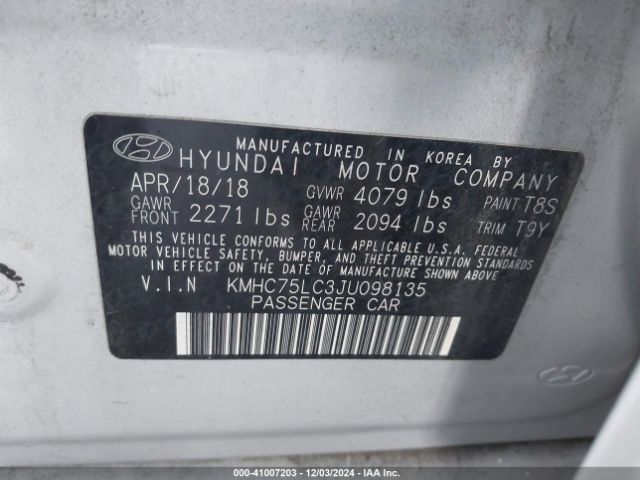 MANUFACTURED IN KOREA BY
HYUNDAI MOTOR COMPANY
APR/18/18 GVWR 4079 lbs PAINT T8S
GAWR FRONT 2271 lbs GAWR REAR 2094 lbs TRIM T9Y
THIS VEHICLE CONFORMS TO ALL APPLICABLE U.S.A. FEDERAL
MOTOR VEHICLE SAFETY, BUMPER, AND THEFT PREVENTION STANDARDS
IN EFFECT ON THE DATE OF MANUFACTURE SHOWN ABOVE
V.I.N KMHC75LC3JU098135
PASSENGER CAR
000-41007203 - 12/03/2024 - IAA, Inc.